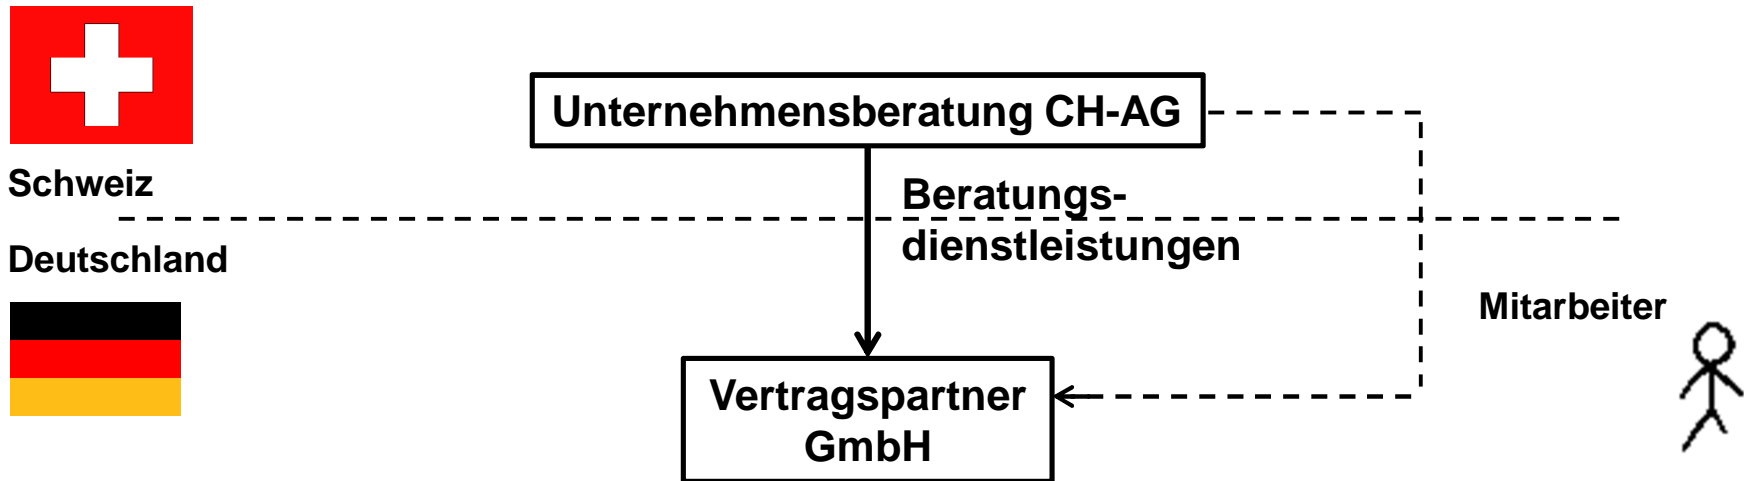 Unternehmensberatung CH-AG
Schweiz
Beratungs-
dienstleistungen
Deutschland
Mitarbeiter
Vertragspartner
GmbH